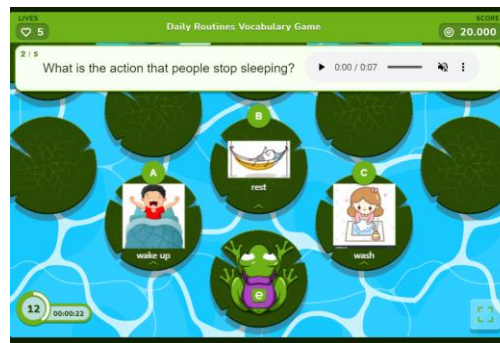 LIVES
5
Daily Routines Vocabulary Game
SCORE
20.000
2 / 5
What is the action that people stop sleeping?
0:00 / 0:07
B
rest
A
wake up
C
wash
e
12
00:00:22